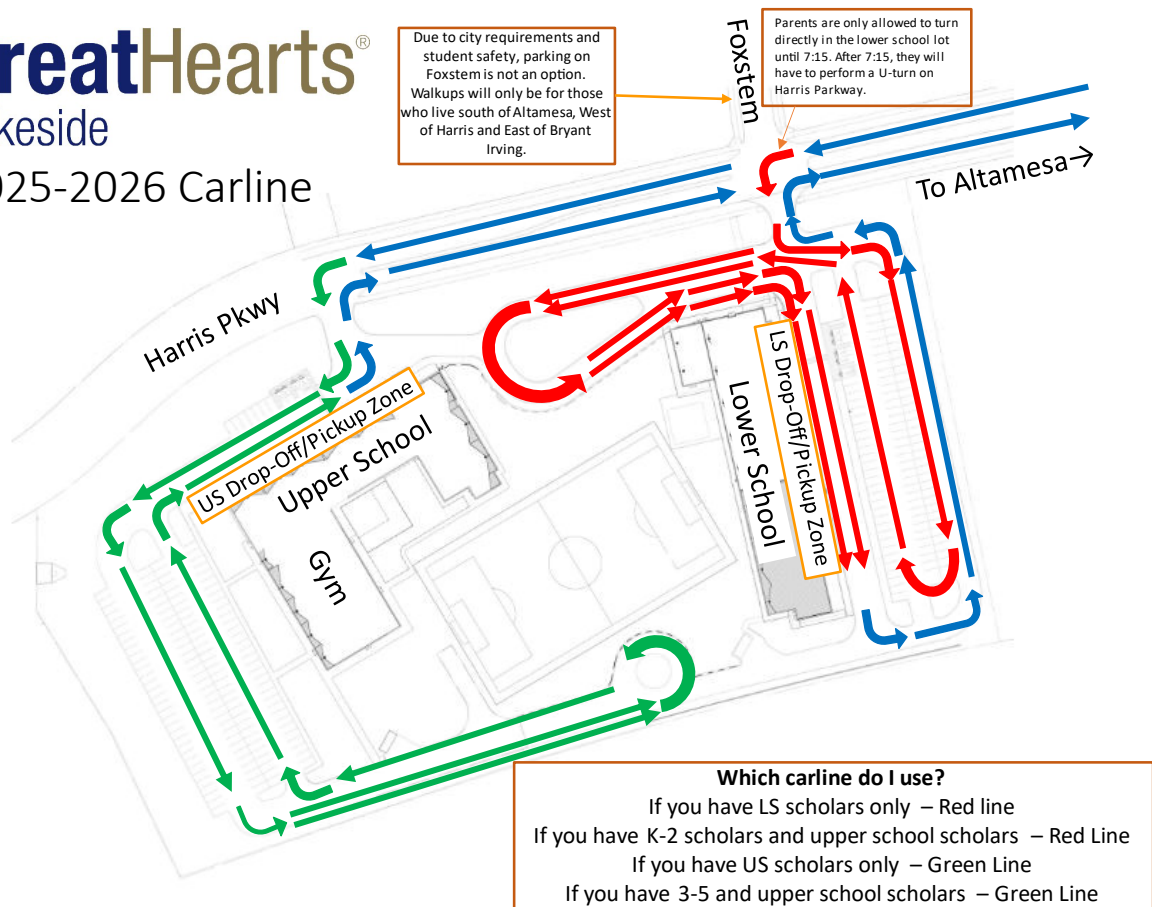 reatHearts®
keside
025-2026 Carline
Due to city requirements and
student safety, parking on
Foxstem is not an option.
Walkups will only be for those
who live south of Altamesa, West
of Harris and East of Bryant
Irving.
Foxstem
Parents are only allowed to turn
directly in the lower school lot
until 7:15. After 7:15, they will
have to perform a U-turn on
Harris Parkway.
To Altamesa→
Harris Pkwy
US Drop-Off/Pickup Zone
Upper School
Gym
Lower School
LS Drop-Off/Pickup Zone
Which carline do I use?
If you have LS scholars only – Red line
If you have K-2 scholars and upper school scholars – Red Line
If you have US scholars only – Green Line
If you have 3-5 and upper school scholars – Green Line